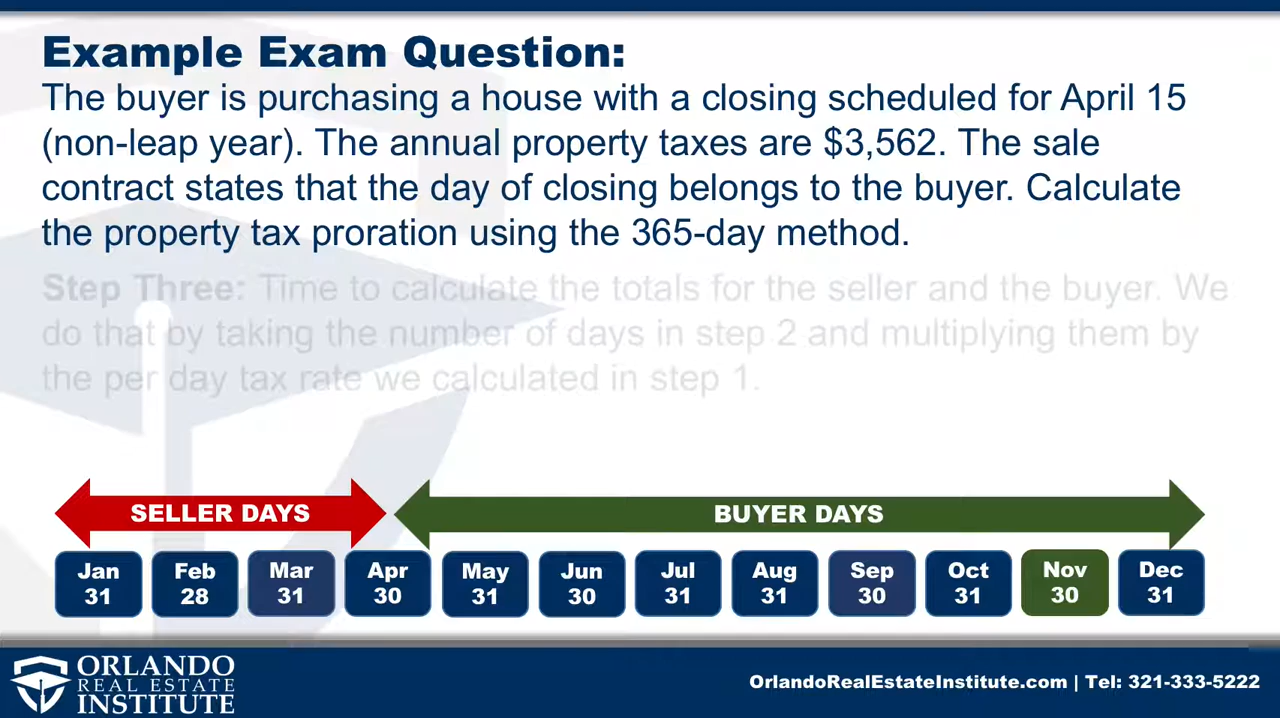 Example Exam Question:
The buyer is purchasing a house with a closing scheduled for April 15
(non-leap year). The annual property taxes are $3,562. The sale
contract states that the day of closing belongs to the buyer. Calculate
the property tax proration using the 365-day method.
Step Three: Time to calculate the totals for the seller and the buyer. We
do that by taking the number of days in step 2 and multiplying them by
the per day tax rate we calculated in step 1.
SELLER DAYS
BUYER DAYS
Jan
31
Feb
28
Mar
31
Apr
30
May
31
Jun
30
Jul
31
Aug
31
Sep
30
Oct
31
Nov
30
Dec
31
ORLANDO
REAL ESTATE
INSTITUTE
OrlandoRealEstateInstitute.com | Tel: 321-333-5222